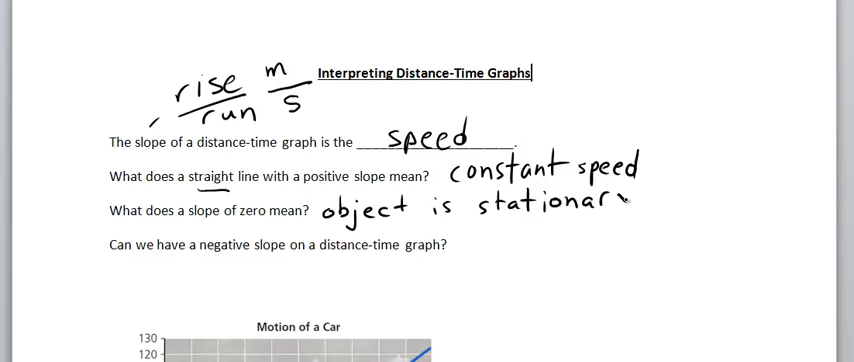 rise m Interpreting Distance-Time Graphs
run s
The slope of a distance-time graph is the speed.
What does a straight line with a positive slope mean? constant speed
What does a slope of zero mean? object is stationar
Can we have a negative slope on a distance-time graph?
Motion of a Car
130
120